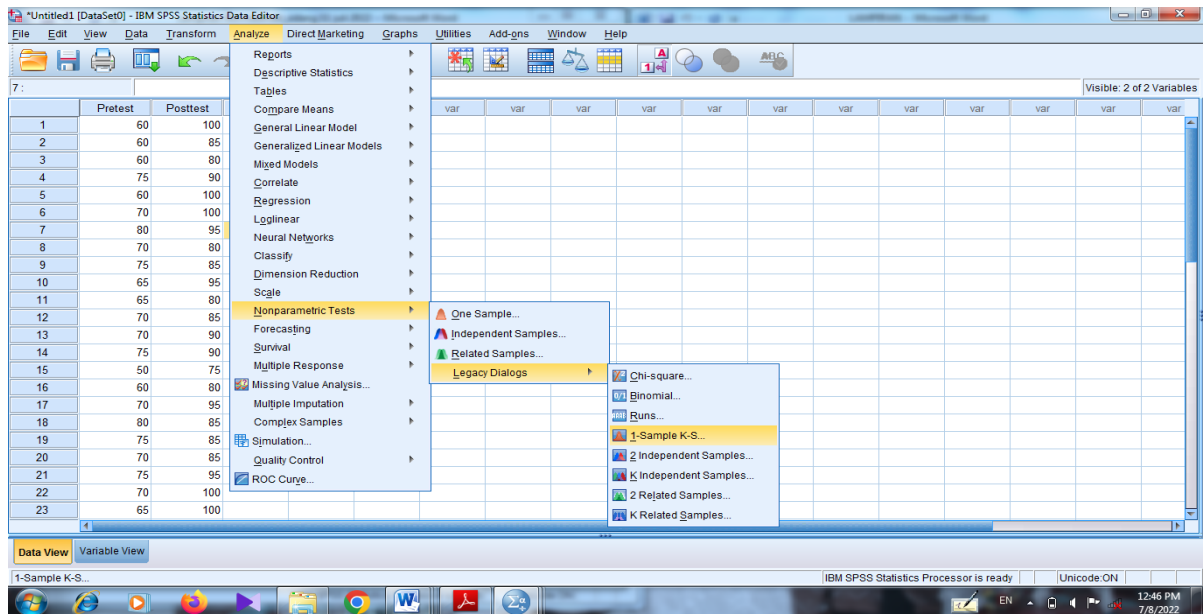 *Untitled1 [DataSet0] - IBM SPSS Statistics Data Editor
File Edit View Data Transform Analyze Direct Marketing Graphs Utilities Add-ons Window Help
7 :
Visible: 2 of 2 Variables
Pretest Posttest var var var var var var var var var var var var
1 60 100
2 60 85
3 60 80
4 75 90
5 60 100
6 70 100
7 80 95
8 70 80
9 75 85
10 65 95
11 65 80
12 70 85
13 70 90
14 75 90
15 50 75
16 60 80
17 70 95
18 80 85
19 75 85
20 70 85
21 75 95
22 70 100
23 65 100
Reports
Descriptive Statistics
Tables
Compare Means
General Linear Model
Generalized Linear Models
Mixed Models
Correlate
Regression
Loglinear
Neural Networks
Classify
Dimension Reduction
Scale
Nonparametric Tests
Forecasting
Survival
Multiple Response
Missing Value Analysis...
Multiple Imputation
Complex Samples
Simulation...
Quality Control
ROC Curve...
One Sample...
Independent Samples...
Related Samples...
Legacy Dialogs
Chi-square...
Binomial...
Runs...
1-Sample K-S...
2 Independent Samples...
K Independent Samples...
2 Related Samples...
K Related Samples...
Data View Variable View
1-Sample K-S...
IBM SPSS Statistics Processor is ready Unicode:ON
EN
12:46 PM
7/8/2022